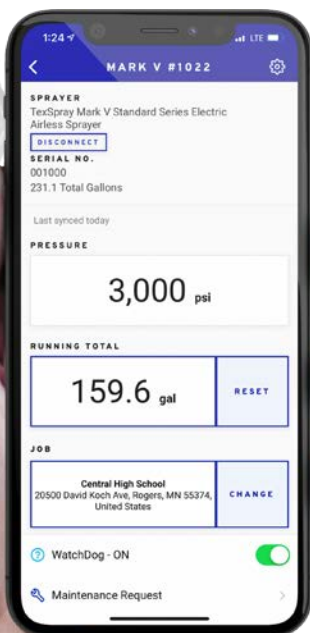 1:24
LTE
MARK V #1022
SPRAYER
TexSpray Mark V Standard Series Electric
Airless Sprayer
DISCONNECT
SERIAL NO.
001000
231.1 Total Gallons
Last synced today
PRESSURE
3,000 psi
RUNNING TOTAL
159.6 gal
RESET
JOB
Central High School
20500 David Koch Ave, Rogers, MN 55374,
United States
CHANGE
WatchDog - ON
Maintenance Request